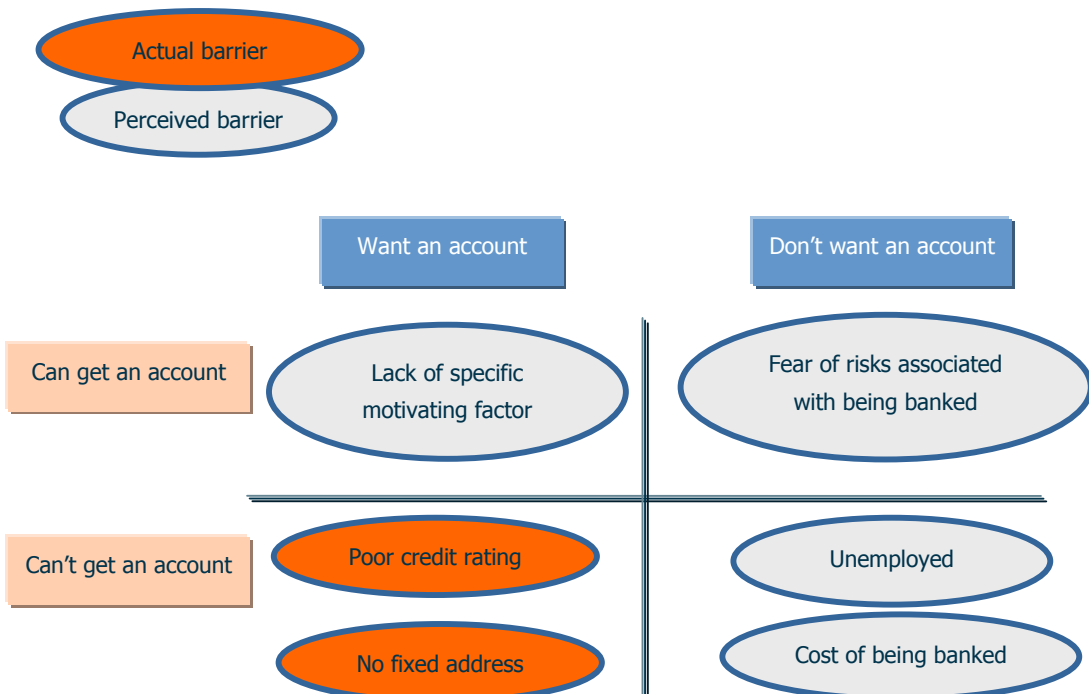 Actual barrier
Perceived barrier
Want an account
Don’t want an account
Can get an account
Lack of specific
motivating factor
Fear of risks associated
with being banked
Can’t get an account
Poor credit rating
Unemployed
No fixed address
Cost of being banked